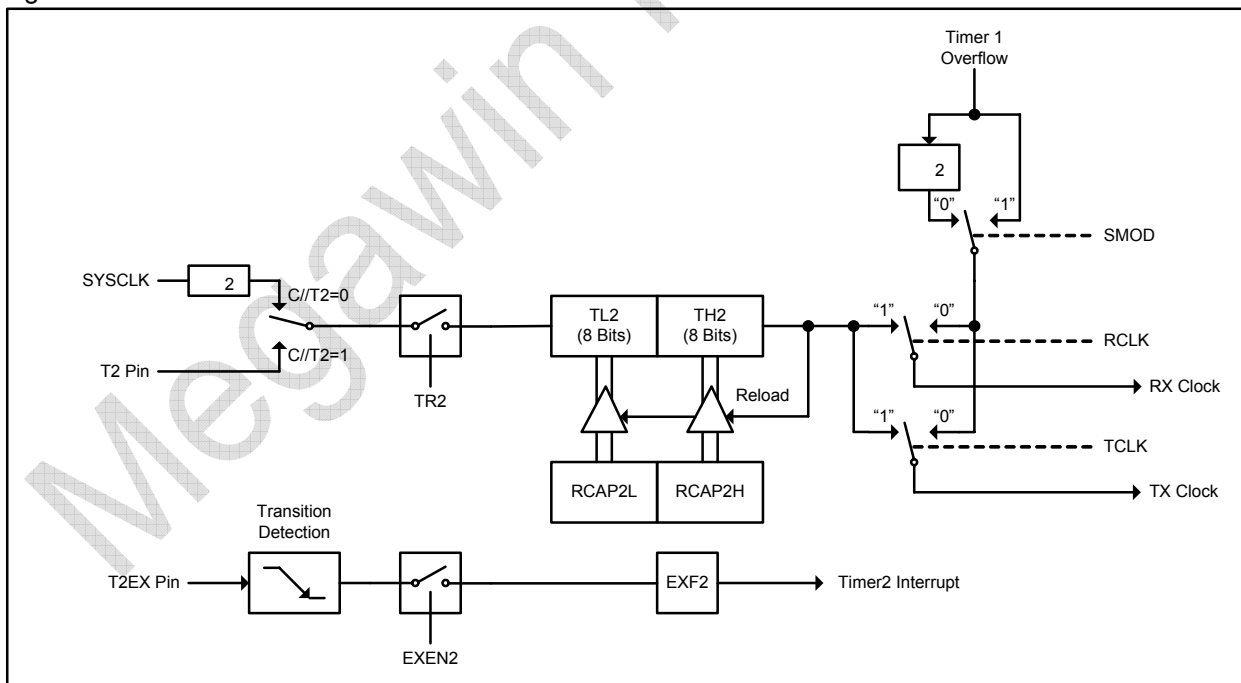 Timer 1
Overflow
2
“0”
“1”
SMOD
SYSCLK
2
C//T2=0
C//T2=1
T2 Pin
TR2
TL2
(8 Bits)
TH2
(8 Bits)
“1”
“0”
RCLK
RX Clock
Reload
“1”
“0”
TCLK
TX Clock
RCAP2L
RCAP2H
Transition
Detection
T2EX Pin
EXEN2
EXF2
Timer2 Interrupt
Megawin